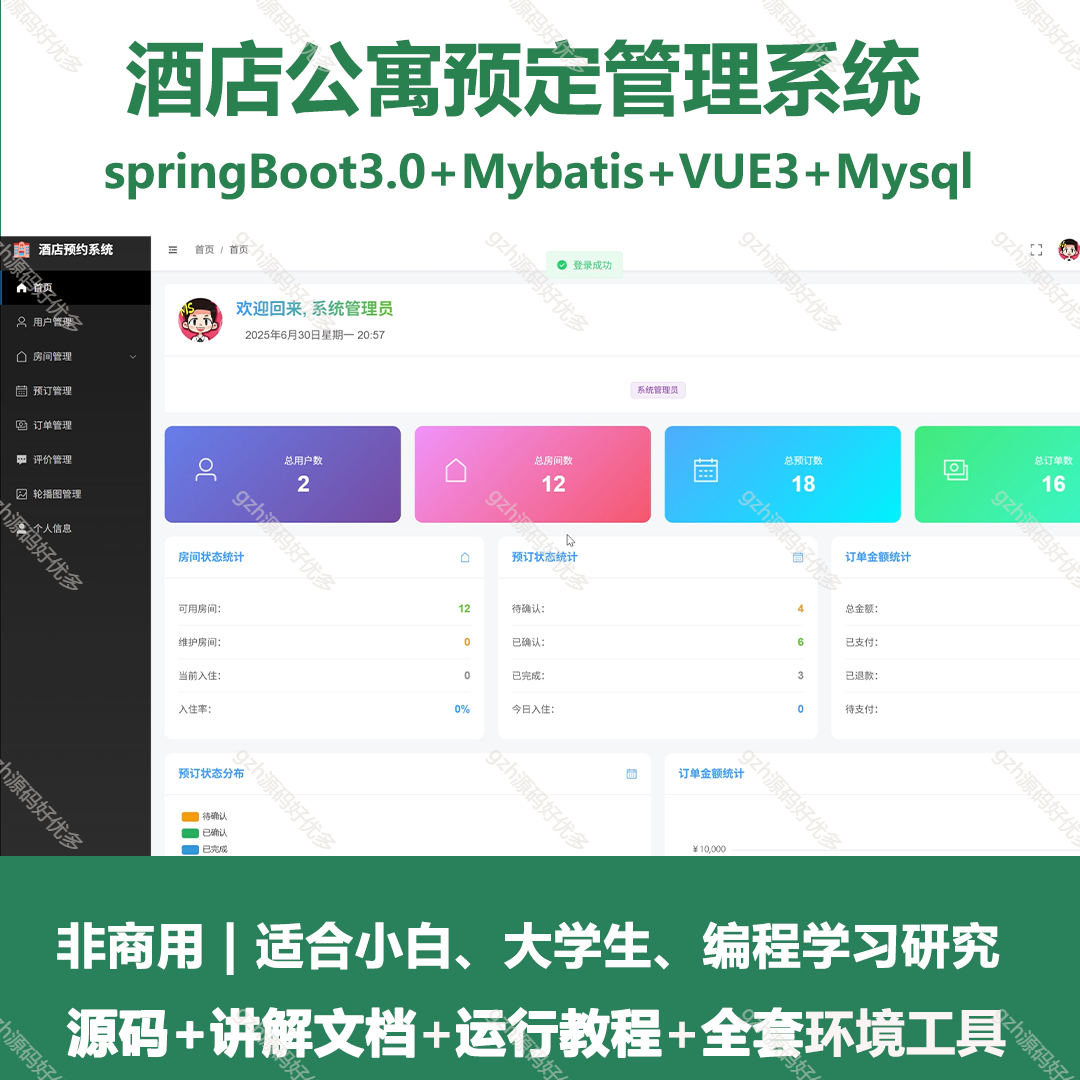 酒店公寓预定管理系统
springBoot3.0+Mybatis+VUE3+Mysql
酒店预约系统
首页 / 首页
登录成功
首页
用户管理
房间管理
预订管理
订单管理
评价管理
轮播图管理
个人信息
欢迎回来, 系统管理员
2025年6月30日星期一 20:57
系统管理员
总用户数
2
总房间数
12
总预订数
18
总订单数
16
房间状态统计
可用房间: 12
维护房间: 0
当前入住: 0
入住率: 0%
预订状态统计
待确认: 4
已确认: 6
已完成: 3
今日入住: 0
订单金额统计
总金额:
已支付:
已退款:
待支付:
预订状态分布
待确认
已确认
已完成
订单金额统计
¥10,000
非商用 | 适合小白、大学生、编程学习研究
源码+讲解文档+运行教程+全套环境工具
gzh源码好优多